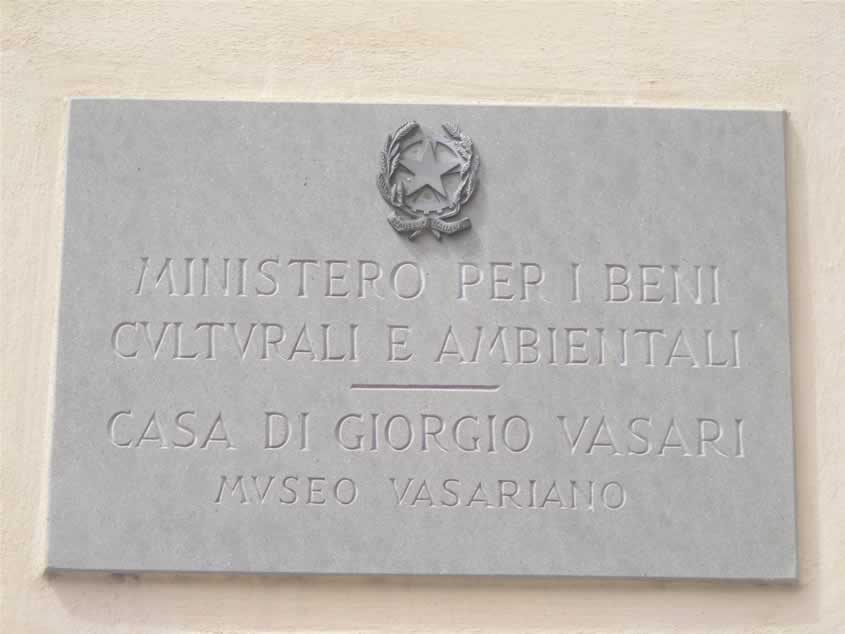 MINISTERO PER I BENI
CVLTVRALI E AMBIENTALI
CASA DI GIORGIO VASARI
MVSEO VASARIANO